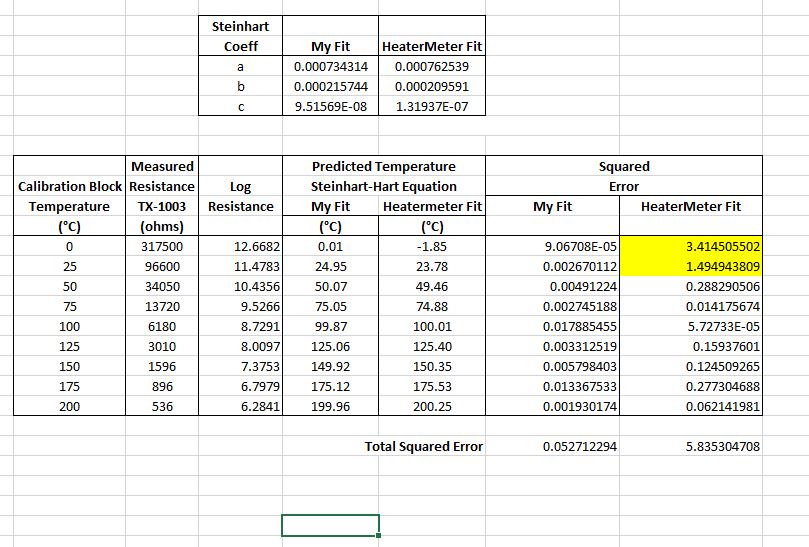 Steinhart
Coeff My Fit HeaterMeter Fit
a 0.000734314 0.000762539
b 0.000215744 0.000209591
c 9.51569E-08 1.31937E-07
Measured Predicted Temperature Squared
Calibration Block Resistance Log Steinhart-Hart Equation Error
Temperature TX-1003 Resistance My Fit Heatermeter Fit My Fit HeaterMeter Fit
(°C) (ohms) (°C) (°C)
0 317500 12.6682 0.01 -1.85 9.06708E-05 3.414505502
25 96600 11.4783 24.95 23.78 0.002670112 1.494943809
50 34050 10.4356 50.07 49.46 0.00491224 0.288290506
75 13720 9.5266 75.05 74.88 0.002745188 0.014175674
100 6180 8.7291 99.87 100.01 0.017885455 5.72733E-05
125 3010 8.0097 125.06 125.40 0.003312519 0.15937601
150 1596 7.3753 149.92 150.35 0.005798403 0.124509265
175 896 6.7979 175.12 175.53 0.013367533 0.277304688
200 536 6.2841 199.96 200.25 0.001930174 0.062141981
Total Squared Error 0.052712294 5.835304708